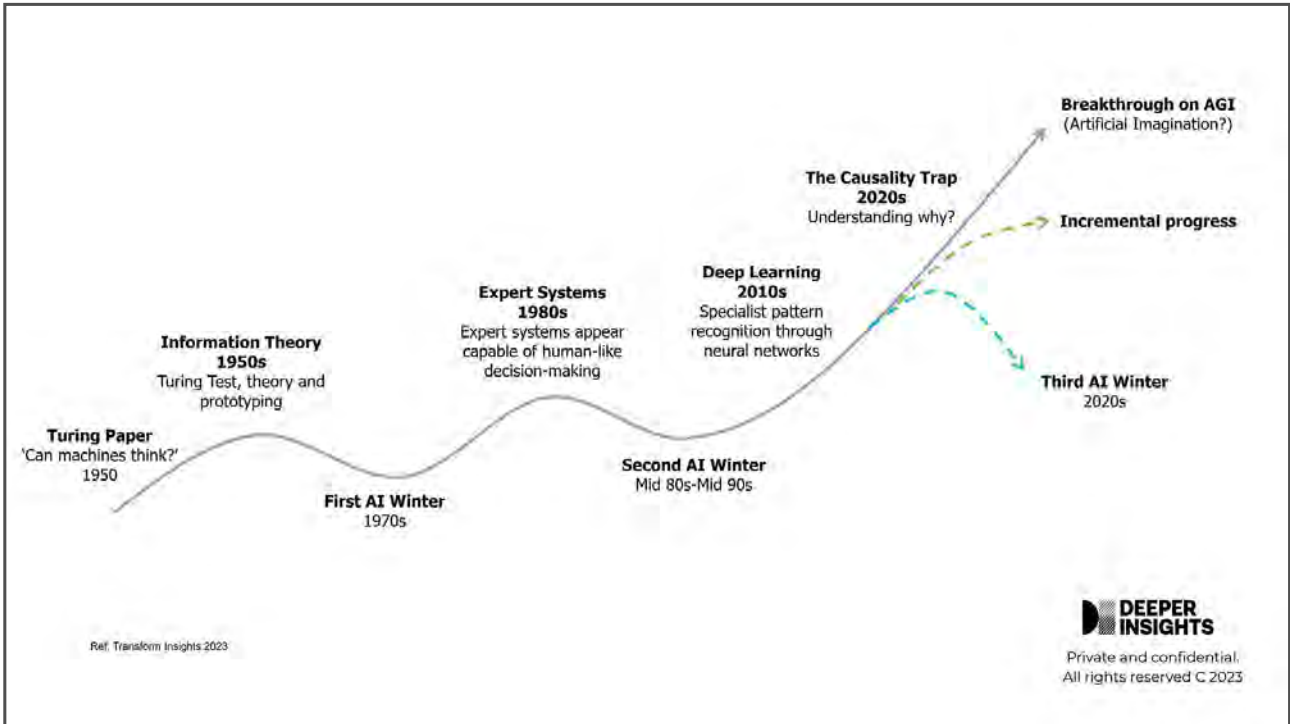 Breakthrough on AGI
(Artificial Imagination?)
The Causality Trap
2020s
Understanding why?
Incremental progress
Deep Learning
2010s
Specialist pattern
recognition through
neural networks
Expert Systems
1980s
Expert systems appear
capable of human-like
decision-making
Information Theory
1950s
Turing Test, theory and
prototyping
Third AI Winter
2020s
Turing Paper
'Can machines think?'
1950
Second AI Winter
Mid 80s-Mid 90s
First AI Winter
1970s
DEEPER
INSIGHTS
Ref. Transform Insights 2023
Private and confidential.
All rights reserved C 2023